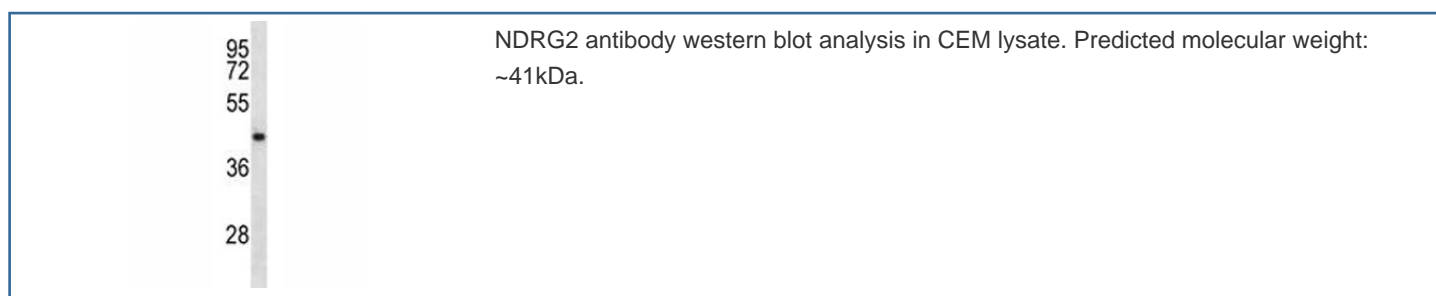 95
72
55
36
28
NDRG2 antibody western blot analysis in CEM lysate. Predicted molecular weight:
~41kDa.